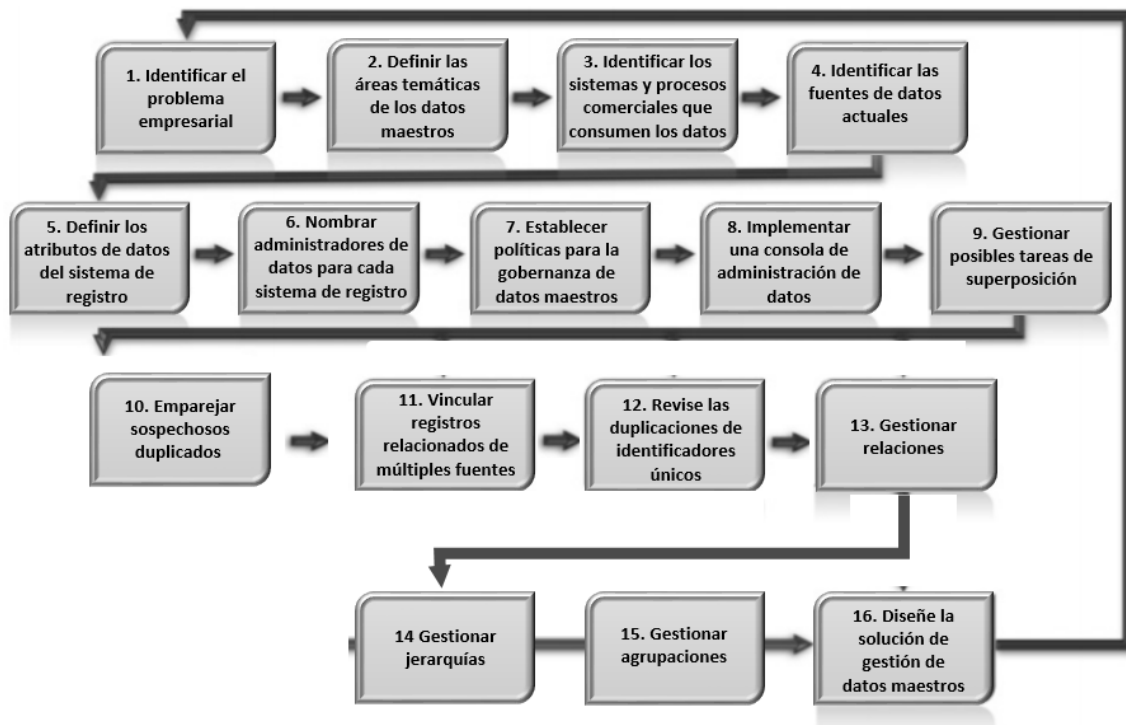 1. Identificar el
problema
empresarial
2. Definir las
áreas temáticas
de los datos
maestros
3. Identificar los
sistemas y procesos
comerciales que
consumen los datos
4. Identificar las
fuentes de datos
actuales
5. Definir los
atributos de datos
del sistema de
registro
6. Nombrar
administradores de
datos para cada
sistema de registro
7. Establecer
políticas para la
gobernanza de
datos maestros
8. Implementar
una consola de
administración de
datos
9. Gestionar
posibles tareas de
superposición
10. Emparejar
sospechosos
duplicados
11. Vincular
registros
relacionados de
múltiples fuentes
12. Revise las
duplicaciones de
identificadores
únicos
13. Gestionar
relaciones
14 Gestionar
jerarquías
15. Gestionar
agrupaciones
16. Diseñe la
solución de
gestión de
datos maestros